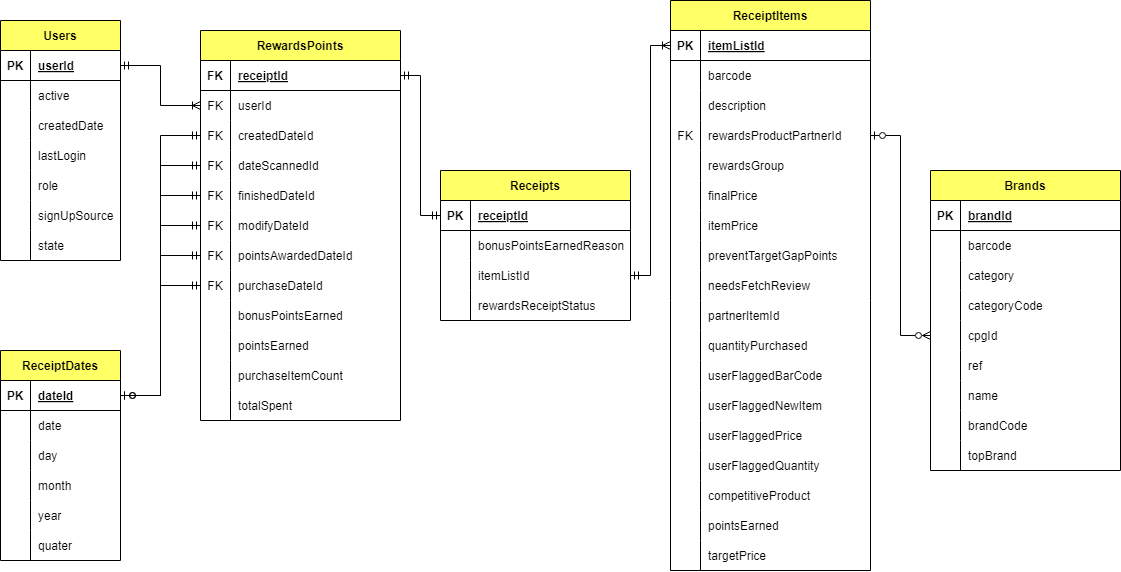 Users
PK userId
active
createdDate
lastLogin
role
signUpSource
state
ReceiptDates
PK dateId
date
day
month
year
quater
RewardsPoints
FK receiptId
FK userId
FK createdDateId
FK dateScannedId
FK finishedDateId
FK modifyDateId
FK pointsAwardedDateId
FK purchaseDateId
bonusPointsEarned
pointsEarned
purchaseItemCount
totalSpent
Receipts
PK receiptId
bonusPointsEarnedReason
itemListId
rewardsReceiptStatus
ReceiptItems
PK itemListId
barcode
description
FK rewardsProductPartnerId
rewardsGroup
finalPrice
itemPrice
preventTargetGapPoints
needsFetchReview
partnerItemId
quantityPurchased
userFlaggedBarCode
userFlaggedNewItem
userFlaggedPrice
userFlaggedQuantity
competitiveProduct
pointsEarned
targetPrice
Brands
PK brandId
barcode
category
categoryCode
cpgId
ref
name
brandCode
topBrand